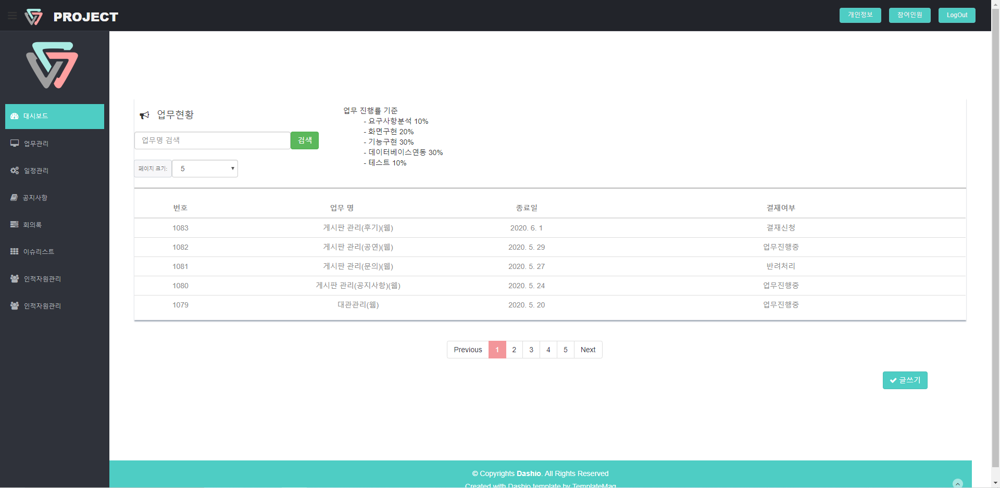 PROJECT
개인정보 참여인원 LogOut
대시보드
업무관리
일정관리
공지사항
회의록
이슈리스트
인적자원관리
인적자원관리
업무현황
업무명 검색 검색
페이지 크기: 5
업무 진행률 기준
- 요구사항분석 10%
- 화면구현 20%
- 기능구현 30%
- 데이터베이스연동 30%
- 테스트 10%
번호 업무 명 종료일 결재여부
1083 게시판 관리(후기)(웹) 2020. 6. 1 결재신청
1082 게시판 관리(공연)(웹) 2020. 5. 29 업무진행중
1081 게시판 관리(문의)(웹) 2020. 5. 27 반려처리
1080 게시판 관리(공지사항)(웹) 2020. 5. 24 업무진행중
1079 대관관리(웹) 2020. 5. 20 업무진행중
Previous 1 2 3 4 5 Next
글쓰기
© Copyrights Dashio. All Rights Reserved
Created with Dashio template by TemplateMag